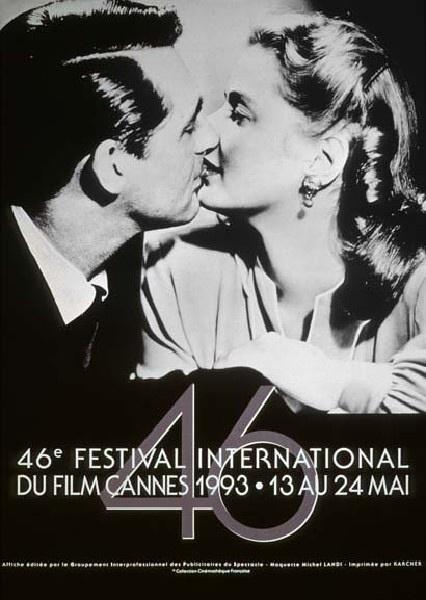 46
46e FESTIVAL INTERNATIONAL
DU FILM CANNES 1993 • 13 AU 24 MAI
Affiche éditée par le Groupement Interprofessionnel des Publicitaires du Spectacle - Maquette Michel LANDI - Imprimée par KARCHER
Collection Cinémathèque Française